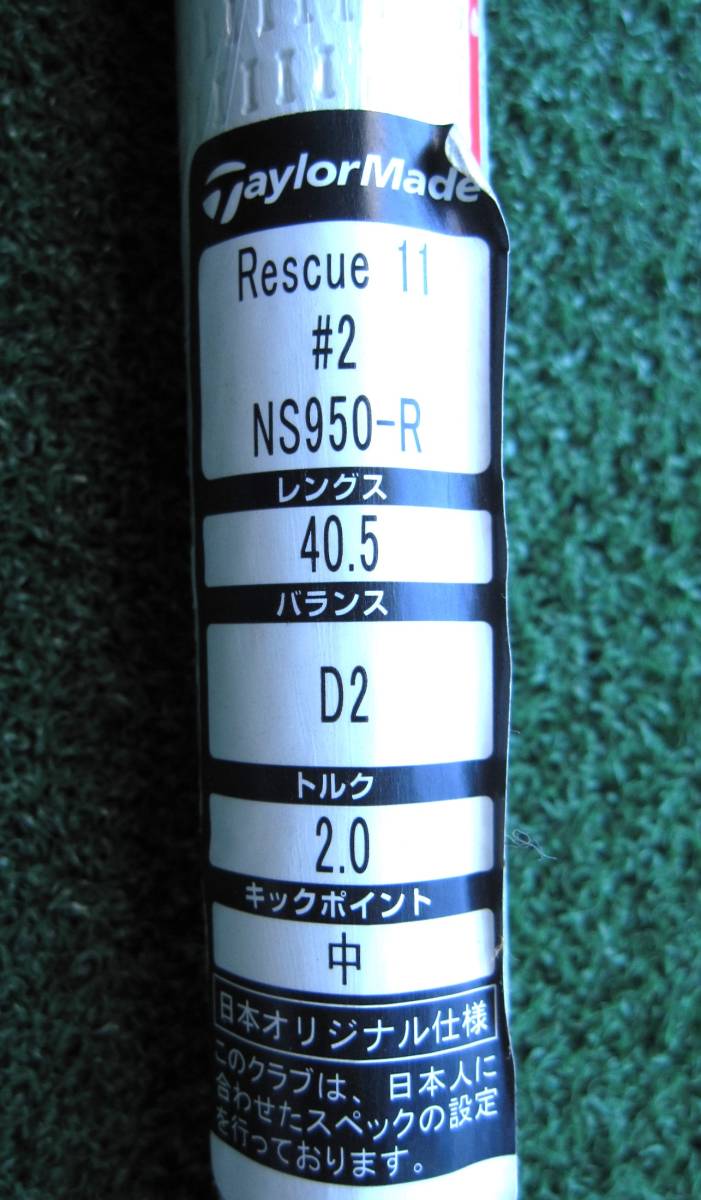 TaylorMade
Rescue 11
#2
NS950-R
レングス
40.5
バランス
D2
トルク
2.0
キックポイント
中
日本オリジナル仕様
このクラブは、日本人に
合わせたスペックの設定
を行っております。